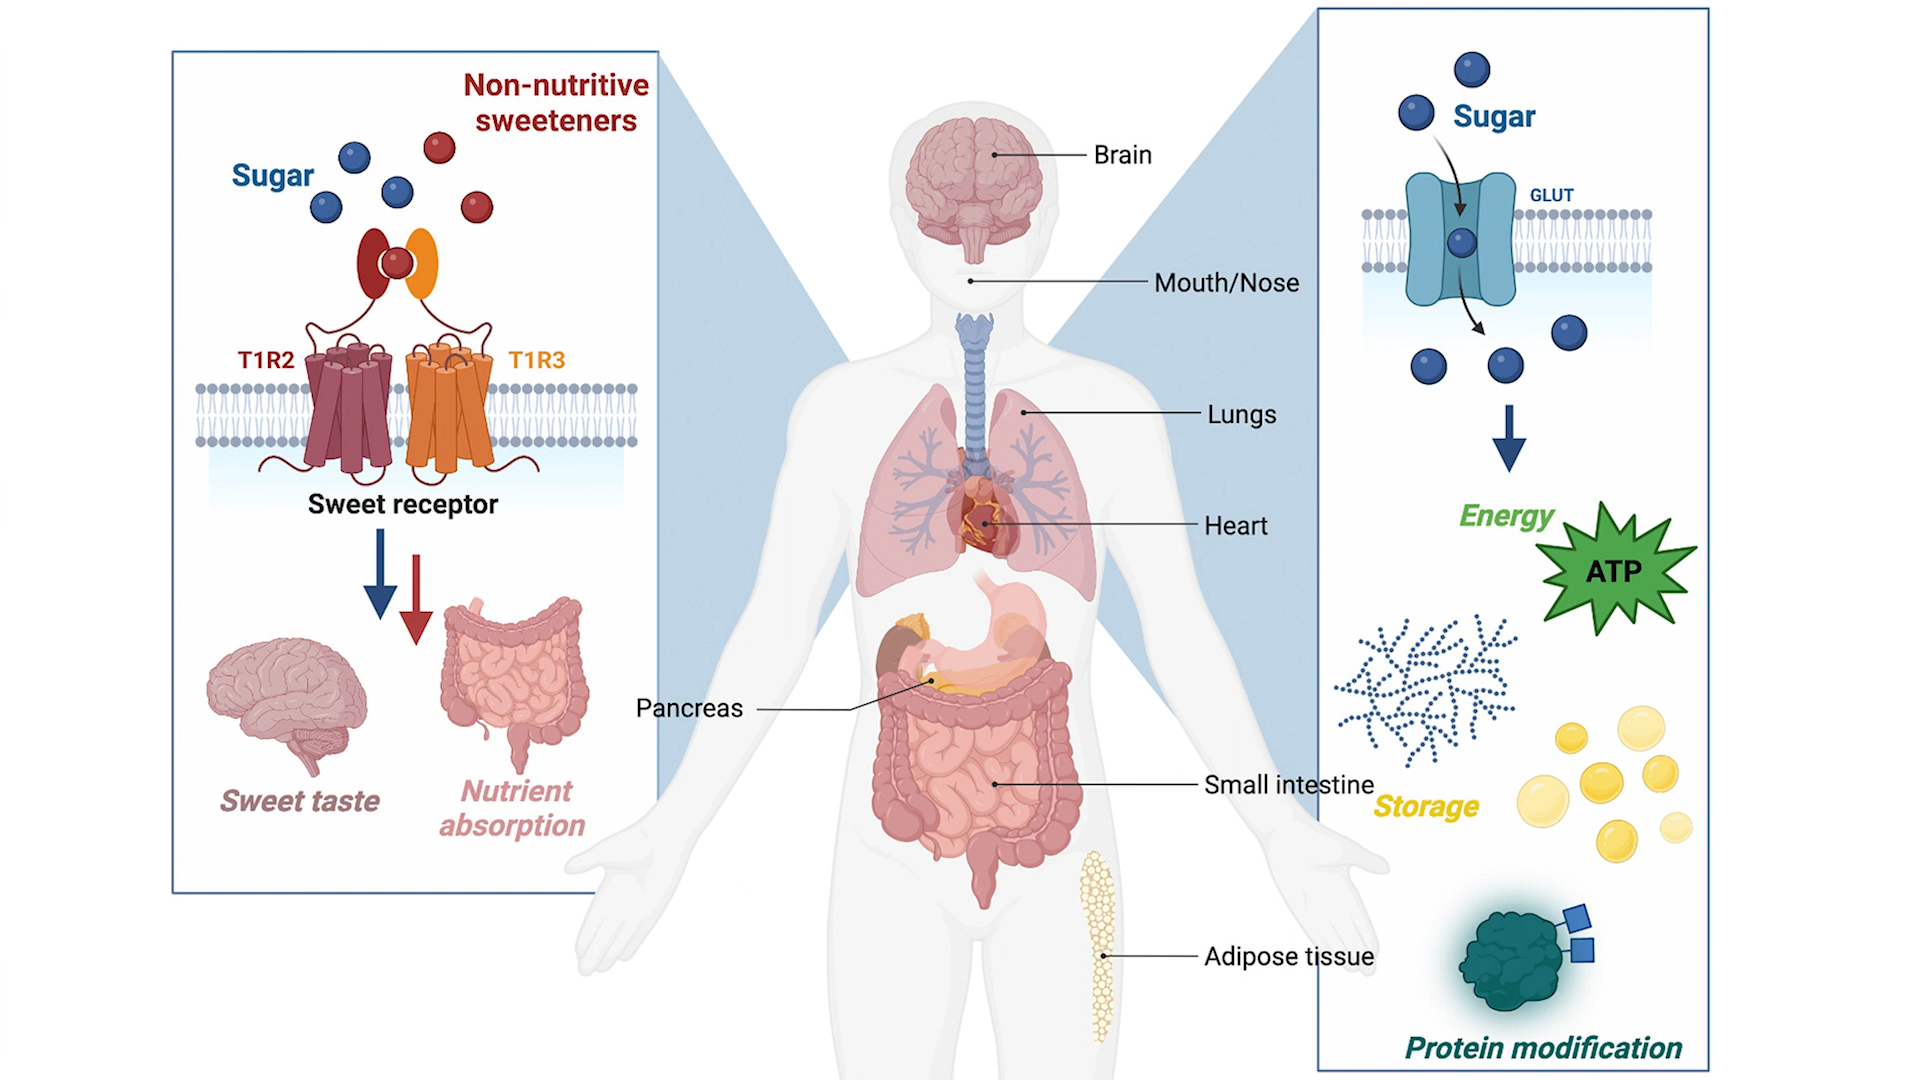 Non-nutritive
sweeteners
Sugar
T1R2
T1R3
Sweet receptor
Sweet taste
Nutrient
absorption
Brain
Mouth/Nose
Lungs
Heart
Pancreas
Small intestine
Adipose tissue
Sugar
GLUT
Energy
ATP
Storage
Protein modification